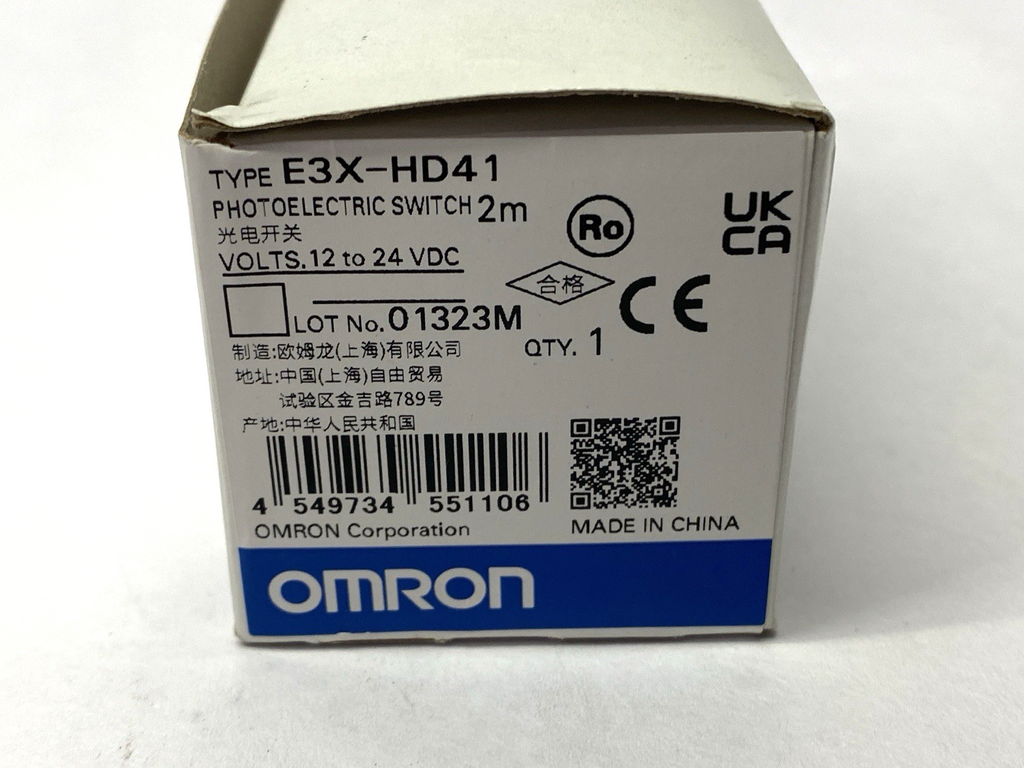 TYPE E3X-HD41
PHOTOELECTRIC SWITCH 2m
光电开关
VOLTS. 12 to 24 VDC
Ro
UK
CA
合格
CE
LOT No. 01323M
QTY. 1
制造:欧姆龙(上海)有限公司
地址:中国(上海)自由贸易
试验区金吉路789号
产地:中华人民共和国
4 549734 551106
OMRON Corporation
MADE IN CHINA
OMRON